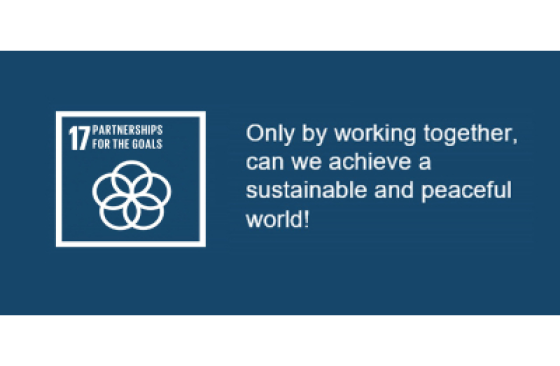 17 PARTNERSHIPS
FOR THE GOALS
Only by working together,
can we achieve a
sustainable and peaceful
world!